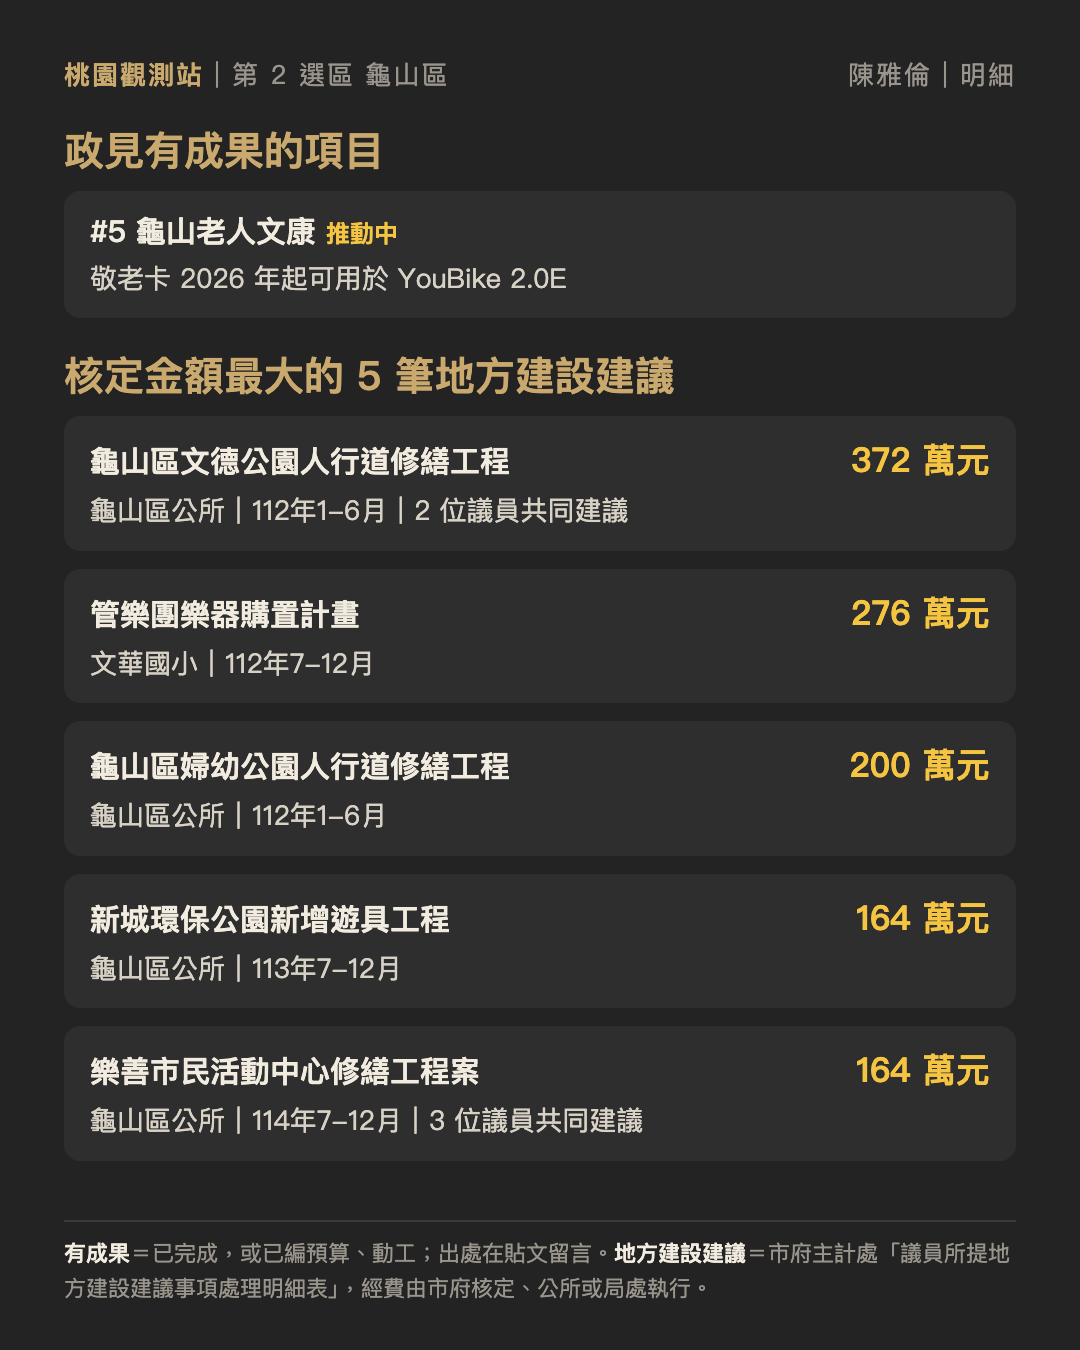 桃園觀測站｜第 2 選區 龜山區
陳雅倫｜明細
政見有成果的項目
#5 龜山老人文康 推動中
敬老卡 2026 年起可用於 YouBike 2.0E
核定金額最大的 5 筆地方建設建議
龜山區文德公園人行道修繕工程 372 萬元
龜山區公所｜112年1–6月｜2 位議員共同建議
管樂團樂器購置計畫 276 萬元
文華國小｜112年7–12月
龜山區婦幼公園人行道修繕工程 200 萬元
龜山區公所｜112年1–6月
新城環保公園新增遊具工程 164 萬元
龜山區公所｜113年7–12月
樂善市民活動中心修繕工程案 164 萬元
龜山區公所｜114年7–12月｜3 位議員共同建議
有成果＝已完成，或已編預算、動工；出處在貼文留言。地方建設建議＝市府主計處「議員所提地
方建設建議事項處理明細表」，經費由市府核定、公所或局處執行。